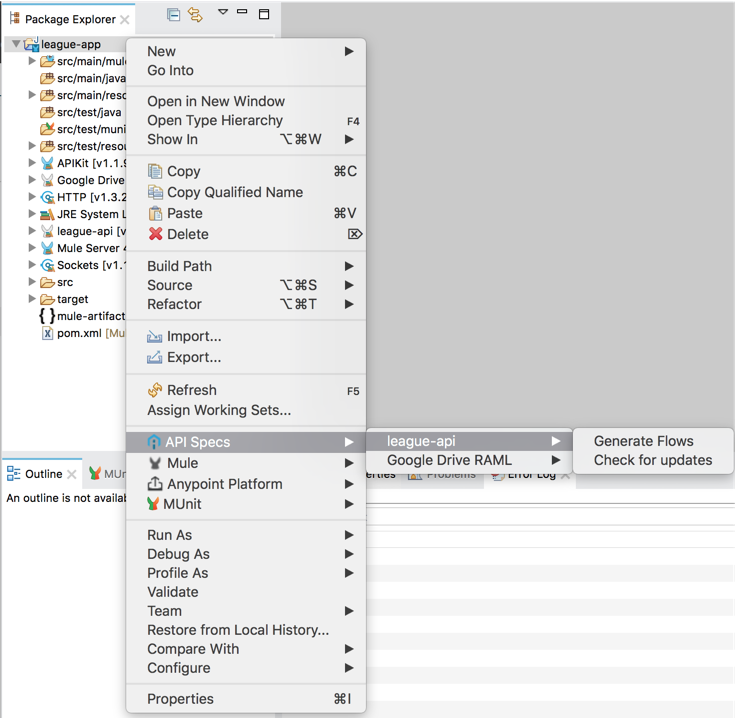 Package Explorer
league-app
src/main/mul
src/main/java
src/main/reso
src/test/java
src/test/muni
src/test/resou
APIKit [v1.1.9
Google Drive
HTTP [v1.3.2
JRE System L
league-api [v
Mule Server 4
Sockets [v1.1
src
target
mule-artifact
pom.xml [Mu
New
Go Into
Open in New Window
Open Type Hierarchy F4
Show In ⌥⌘W
Copy ⌘C
Copy Qualified Name
Paste ⌘V
Delete ⌦
Build Path
Source ⌥⌘S
Refactor ⌥⌘T
Import...
Export...
Refresh F5
Assign Working Sets...
API Specs
Mule
Anypoint Platform
MUnit
Run As
Debug As
Profile As
Validate
Team
Restore from Local History...
Compare With
Configure
Properties ⌘I
league-api
Google Drive RAML
Generate Flows
Check for updates
Outline MUn
perties Problems Error Log
An outline is not availab